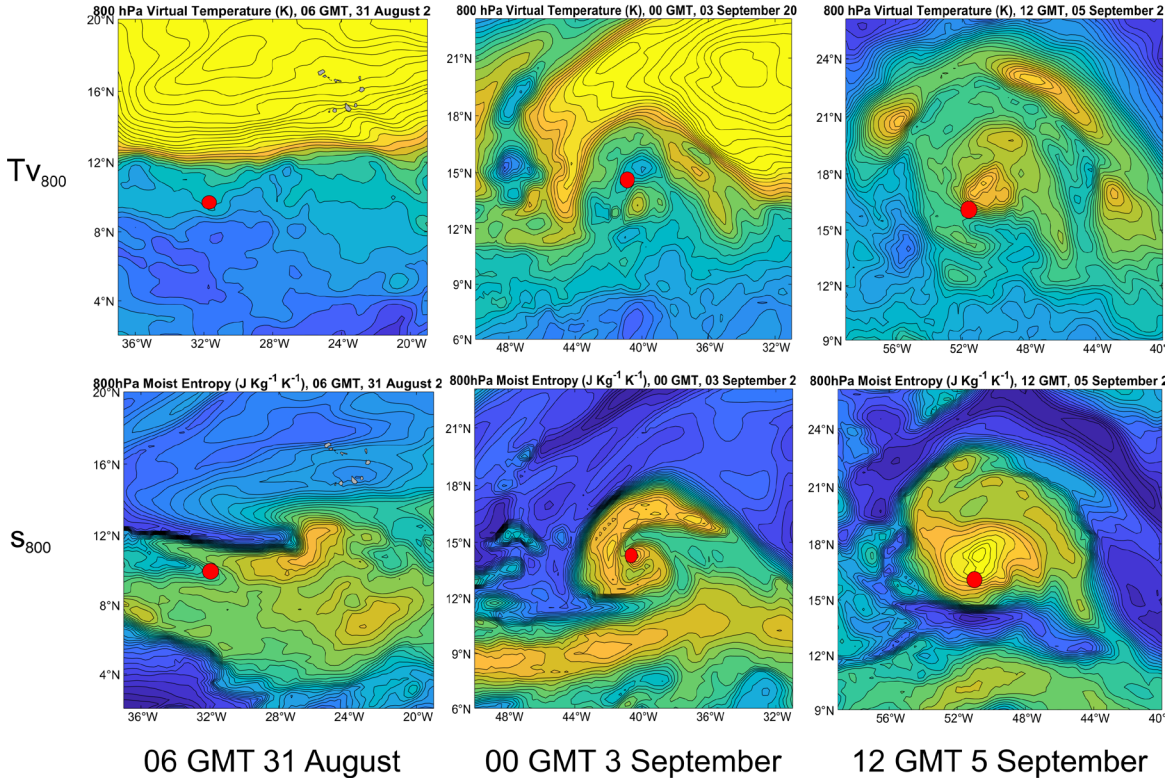 800 hPa Virtual Temperature (K), 06 GMT, 31 August 2
800 hPa Virtual Temperature (K), 00 GMT, 03 September 20
800 hPa Virtual Temperature (K), 12 GMT, 05 September 2
20°N
16°N
12°N
8°N
4°N
36°W 32°W 28°W 24°W 20°W
21°N
18°N
15°N
12°N
9°N
6°N
48°W 44°W 40°W 36°W 32°W
24°N
21°N
18°N
15°N
12°N
9°N
56°W 52°W 48°W 44°W 40°
Tv800
800hPa Moist Entropy (J Kg-1 K-1), 06 GMT, 31 August 2
800hPa Moist Entropy (J Kg-1 K-1), 00 GMT, 03 September 2
800hPa Moist Entropy (J Kg-1 K-1), 12 GMT, 05 September 2
20°N
16°N
12°N
8°N
4°N
36°W 32°W 28°W 24°W 20°W
21°N
18°N
15°N
12°N
9°N
6°N
48°W 44°W 40°W 36°W 32°W
24°N
21°N
18°N
15°N
12°N
9°N
56°W 52°W 48°W 44°W 40°
s800
06 GMT 31 August
00 GMT 3 September
12 GMT 5 September